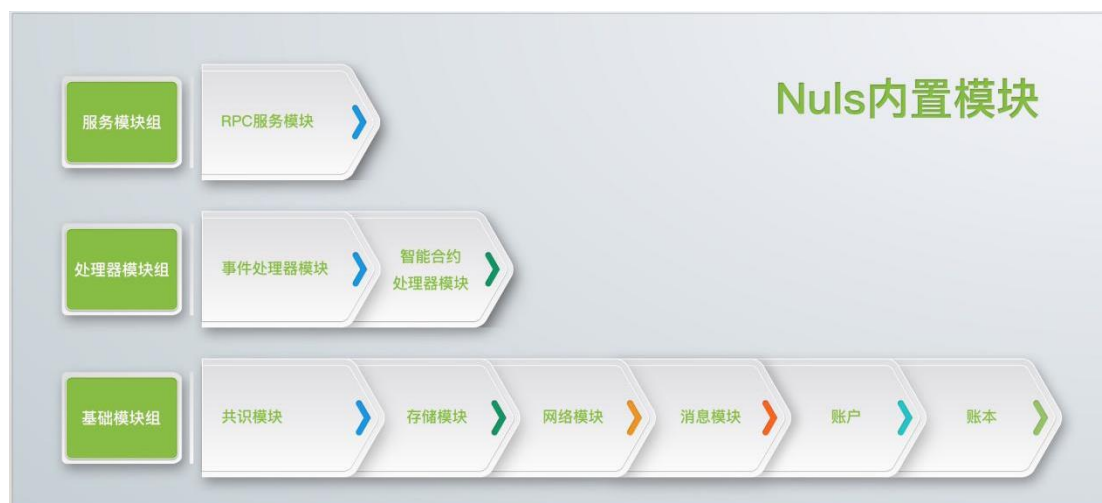 Nuls内置模块
服务模块组
RPC服务模块
处理器模块组
事件处理器模块
智能合约
处理器模块
基础模块组
共识模块
存储模块
网络模块
消息模块
账户
账本